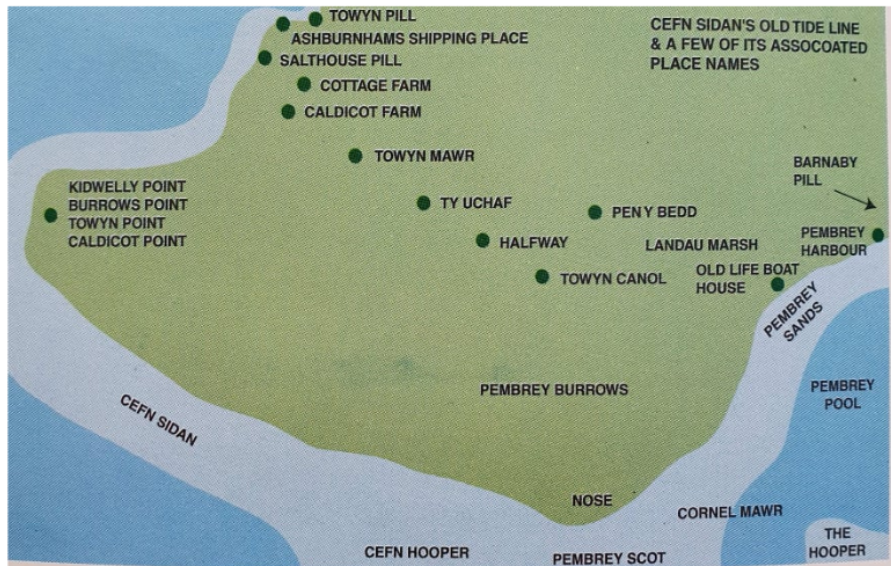 TOWYN PILL
ASHBURNHAMS SHIPPING PLACE
SALTHOUSE PILL
COTTAGE FARM
CALDICOT FARM
CEFN SIDAN'S OLD TIDE LINE
& A FEW OF ITS ASSOCOATED
PLACE NAMES
TOWYN MAWR
BARNABY
PILL
KIDWELLY POINT
BURROWS POINT
TOWYN POINT
CALDICOT POINT
TY UCHAF
PEN Y BEDD
HALFWAY
LANDAU MARSH
PEMBREY
HARBOUR
TOWYN CANOL
OLD LIFE BOAT
HOUSE
PEMBREY
SANDS
PEMBREY BURROWS
PEMBREY
POOL
CEFN SIDAN
NOSE
CORNEL MAWR
CEFN HOOPER
PEMBREY SCOT
THE
HOOPER